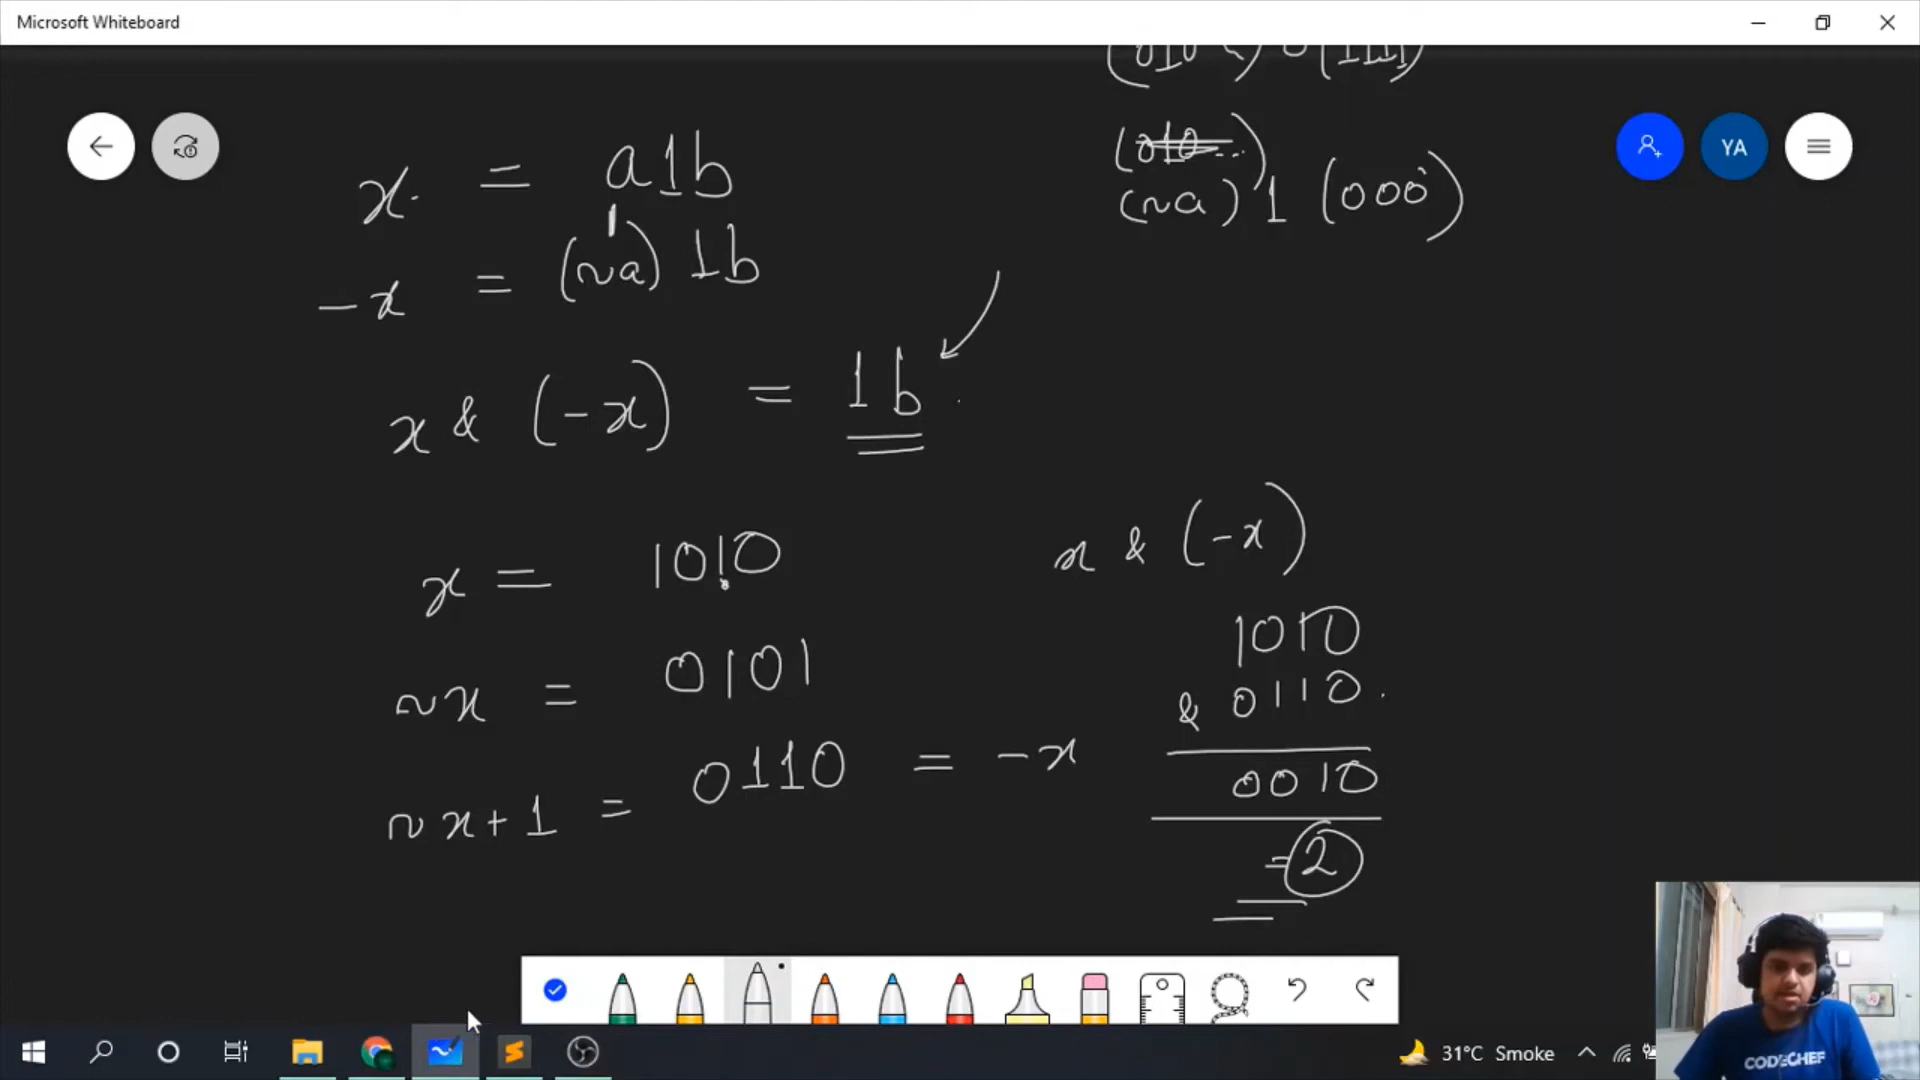 Microsoft Whiteboard
x = a1b
-x = (~a) 1b
x & (-x) = 1b
(~a) 1 (000)
x = 1010
~x = 0101
~x+1 = 0110 = -x
x & (-x)
1010
& 0110
0010
= 2
YA
31°C Smoke
CODECHEF